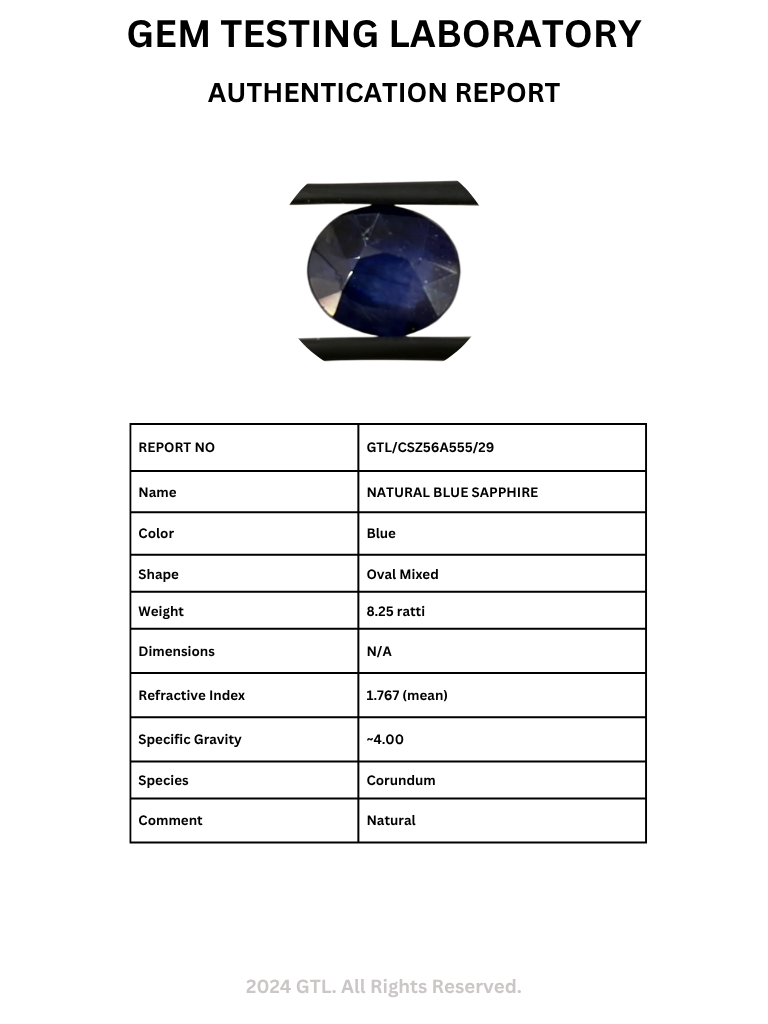 GEM TESTING LABORATORY
AUTHENTICATION REPORT
REPORT NO GTL/CSZ56A555/29
Name NATURAL BLUE SAPPHIRE
Color Blue
Shape Oval Mixed
Weight 8.25 ratti
Dimensions N/A
Refractive Index 1.767 (mean)
Specific Gravity ~4.00
Species Corundum
Comment Natural
2024 GTL. All Rights Reserved.